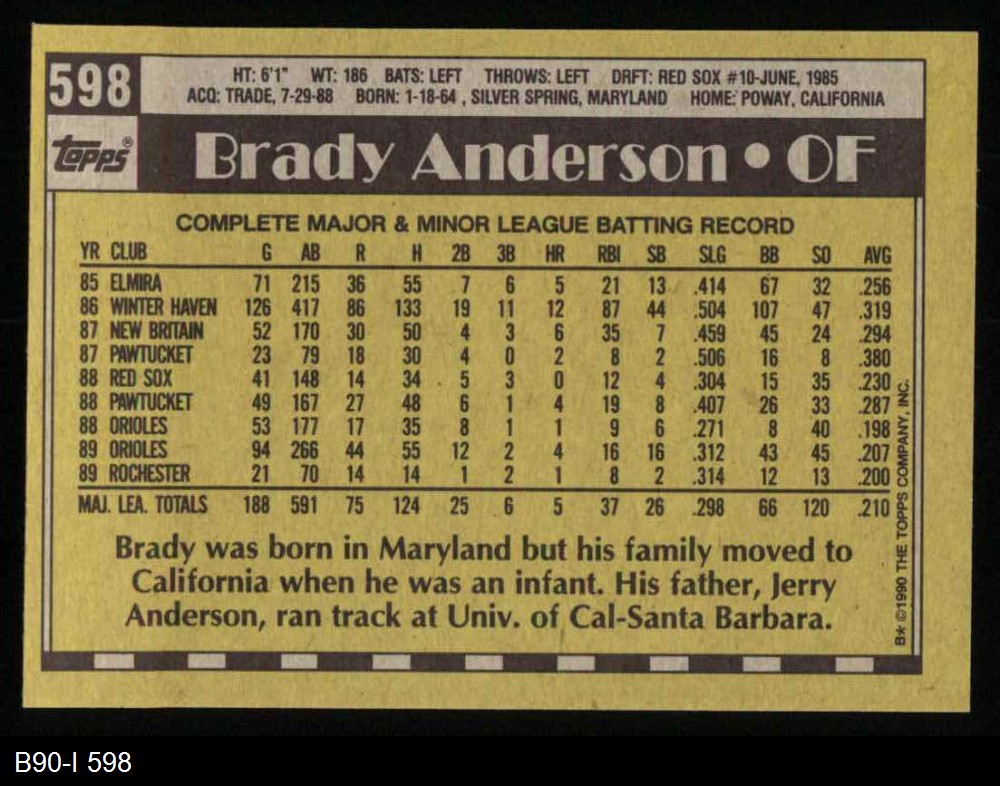 598
HT: 6'1" WT: 186 BATS: LEFT THROWS: LEFT DRFT: RED SOX #10-JUNE, 1985
ACQ: TRADE, 7-29-88 BORN: 1-18-64 , SILVER SPRING, MARYLAND HOME: POWAY, CALIFORNIA
topps®
Brady Anderson • OF
COMPLETE MAJOR & MINOR LEAGUE BATTING RECORD
YR CLUB G AB R H 2B 3B HR RBI SB SLG BB SO AVG
85 ELMIRA 71 215 36 55 7 6 5 21 13 .414 67 32 .256
86 WINTER HAVEN 126 417 86 133 19 11 12 87 44 .504 107 47 .319
87 NEW BRITAIN 52 170 30 50 4 3 6 35 7 .459 45 24 .294
87 PAWTUCKET 23 79 18 30 4 0 2 8 2 .506 16 8 .380
88 RED SOX 41 148 14 34 5 3 0 12 4 .304 15 35 .230
88 PAWTUCKET 49 167 27 48 6 1 4 19 8 .407 26 33 .287
88 ORIOLES 53 177 17 35 8 1 1 9 6 .271 8 40 .198
89 ORIOLES 94 266 44 55 12 2 4 16 16 .312 43 45 .207
89 ROCHESTER 21 70 14 14 1 2 1 8 2 .314 12 13 .200
MAJ. LEA. TOTALS 188 591 75 124 25 6 5 37 26 .298 66 120 .210
Brady was born in Maryland but his family moved to
California when he was an infant. His father, Jerry
Anderson, ran track at Univ. of Cal-Santa Barbara.
B* ©1990 THE TOPPS COMPANY, INC.
B90-I 598